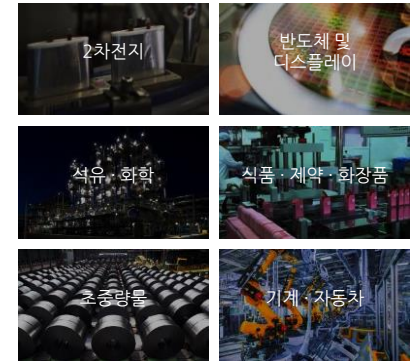 2차전지
반도체 및
디스플레이
석유 · 화학
식품 · 제약 · 화장품
초중량물
기계 · 자동차